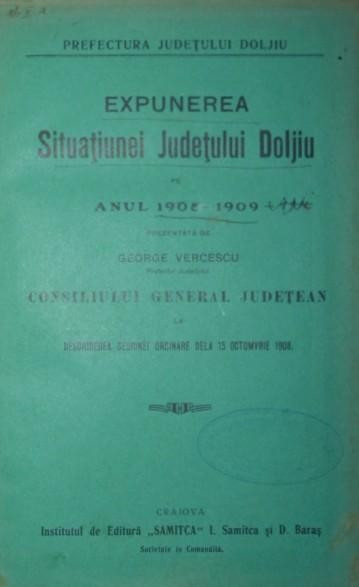 PREFECTURA JUDEȚULUI DOLJIU
EXPUNEREA
Situațiunei Județului Doljiu
PE
ANUL 1908-1909
PREZENTATĂ DE
GEORGE VERCESCU
Prefectul Județului
CONSILIULUI GENERAL JUDEȚEAN
LA
DESCHIDEREA SESIUNEI ORDINARE DELA 15 OCTOMVRIE 1908.
CRAIOVA
Institutul de Editură „SAMITCA" I. Samitca și D. Baraș
Societate în Comandită.